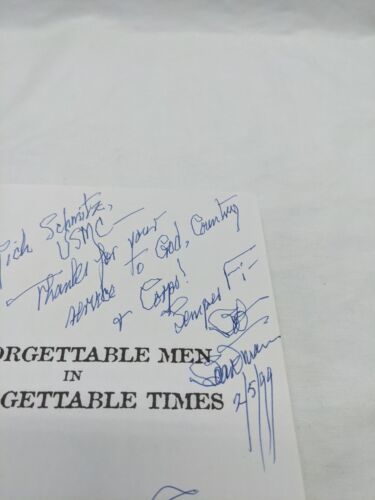 ich Schmitz,
USMC —
Thanks for your
service to God, Country
& Corps!
Semper Fi -
ORGETTABLE MEN
IN
GETTABLE TIMES
2/5/99